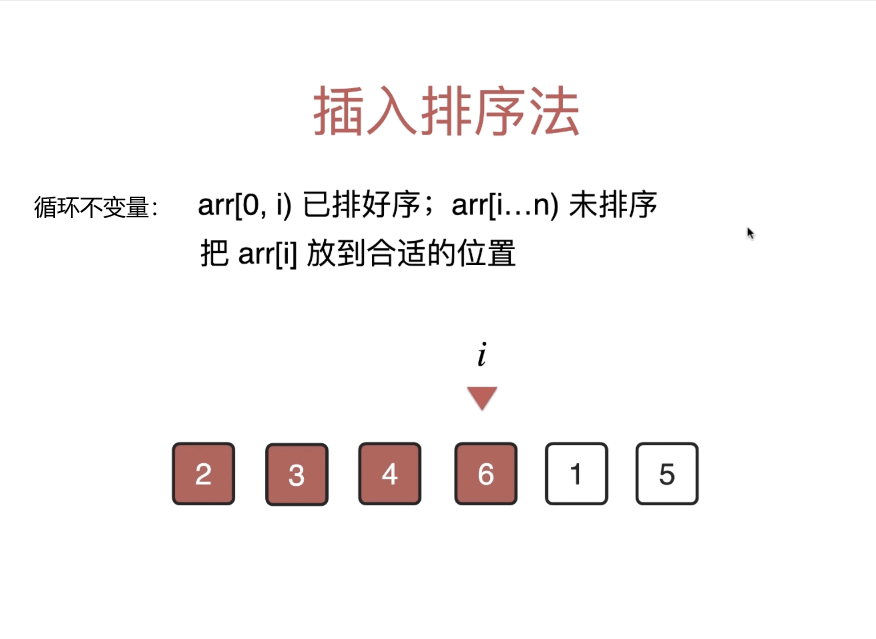 插入排序法
循环不变量： arr[0, i) 已排好序；arr[i…n) 未排序
把 arr[i] 放到合适的位置
i
2 3 4 6 1 5